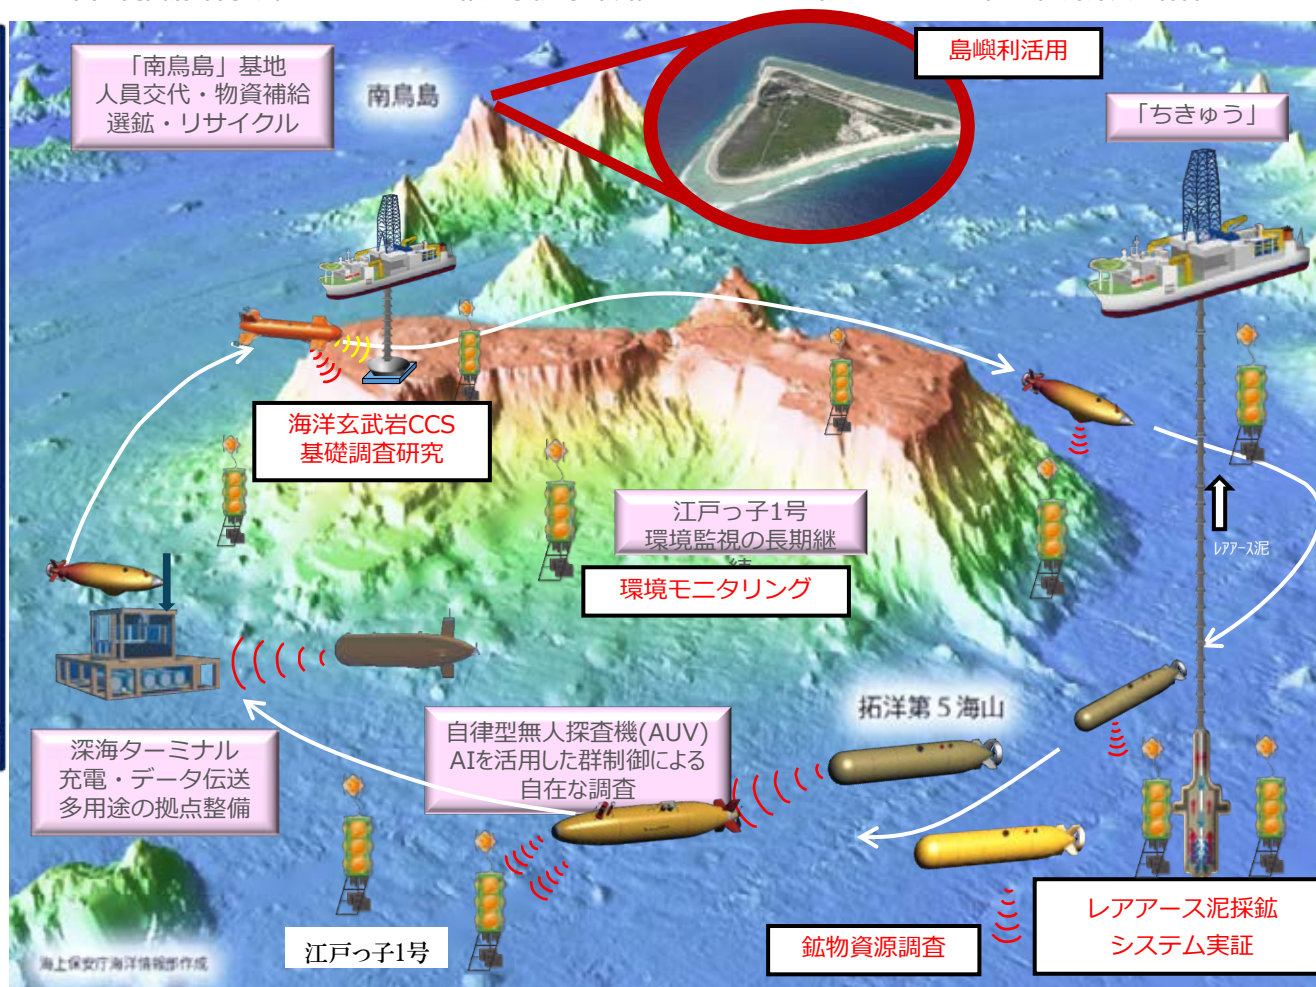 「南鳥島」基地
人員交代・物資補給
選鉱・リサイクル
南鳥島
島嶼利活用
「ちきゅう」
海洋玄武岩CCS
基礎調査研究
江戸っ子1号
環境監視の長期継
環境モニタリング
レアアース泥
拓洋第５海山
自律型無人探査機(AUV)
AIを活用した群制御による
自在な調査
深海ターミナル
充電・データ伝送
多用途の拠点整備
江戸っ子1号
鉱物資源調査
レアアース泥採鉱
システム実証
海上保安庁海洋情報部作成